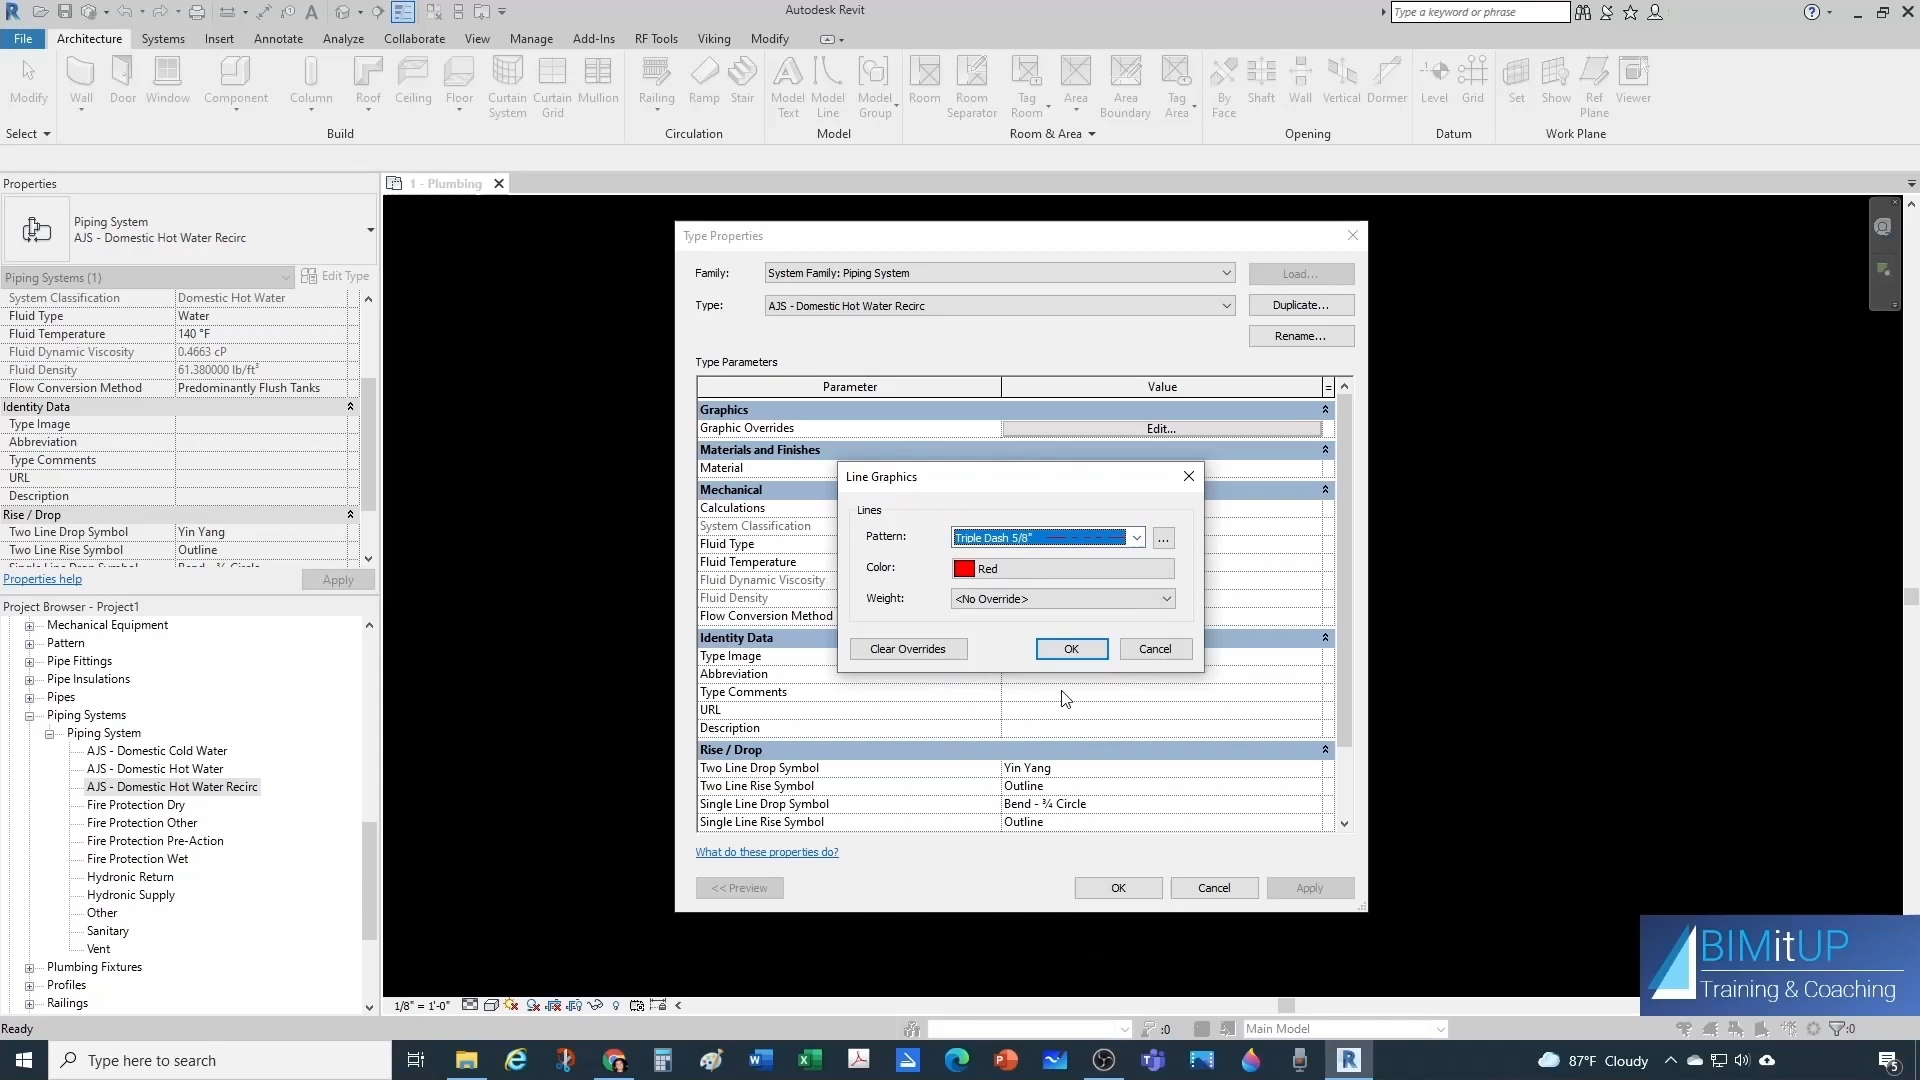 Autodesk Revit
Type a keyword or phrase
File Architecture Systems Insert Annotate Analyze Collaborate View Manage Add-Ins RF Tools Viking Modify
Modify Wall Door Window Component Column Roof Ceiling Floor Curtain System Curtain Grid Mullion Railing Ramp Stair Model Text Model Line Model Group Room Room Separator Tag Room Area Area Boundary Tag Area By Face Shaft Wall Vertical Dormer Level Grid Set Show Ref Plane Viewer
Select Build Circulation Model Room & Area Opening Datum Work Plane
Properties
1 - Plumbing
Piping System
AJS - Domestic Hot Water Recirc
Piping Systems (1) Edit Type
System Classification Domestic Hot Water
Fluid Type Water
Fluid Temperature 140 °F
Fluid Dynamic Viscosity 0.4663 cP
Fluid Density 61.380000 lb/ft³
Flow Conversion Method Predominantly Flush Tanks
Identity Data
Type Image
Abbreviation
Type Comments
URL
Description
Rise / Drop
Two Line Drop Symbol Yin Yang
Two Line Rise Symbol Outline
Properties help Apply
Project Browser - Project1
Mechanical Equipment
Pattern
Pipe Fittings
Pipe Insulations
Pipes
Piping Systems
Piping System
AJS - Domestic Cold Water
AJS - Domestic Hot Water
AJS - Domestic Hot Water Recirc
Fire Protection Dry
Fire Protection Other
Fire Protection Pre-Action
Fire Protection Wet
Hydronic Return
Hydronic Supply
Other
Sanitary
Vent
Plumbing Fixtures
Profiles
Railings
Type Properties
Family: System Family: Piping System Load...
Type: AJS - Domestic Hot Water Recirc Duplicate...
Rename...
Type Parameters
Parameter Value =
Graphics
Graphic Overrides Edit...
Materials and Finishes
Material
Mechanical
Calculations
System Classification
Fluid Type
Fluid Temperature
Fluid Dynamic Viscosity
Fluid Density
Flow Conversion Method
Identity Data
Type Image
Abbreviation
Type Comments
URL
Description
Rise / Drop
Two Line Drop Symbol Yin Yang
Two Line Rise Symbol Outline
Single Line Drop Symbol Bend - ¾ Circle
Single Line Rise Symbol Outline
What do these properties do?
<< Preview OK Cancel Apply
Line Graphics
Lines
Pattern: Triple Dash 5/8" ...
Color: Red
Weight: <No Override>
Clear Overrides OK Cancel
BIMitUP
Training & Coaching
1/8" = 1'-0"
Ready :0 Main Model :0
Type here to search
87°F Cloudy
5